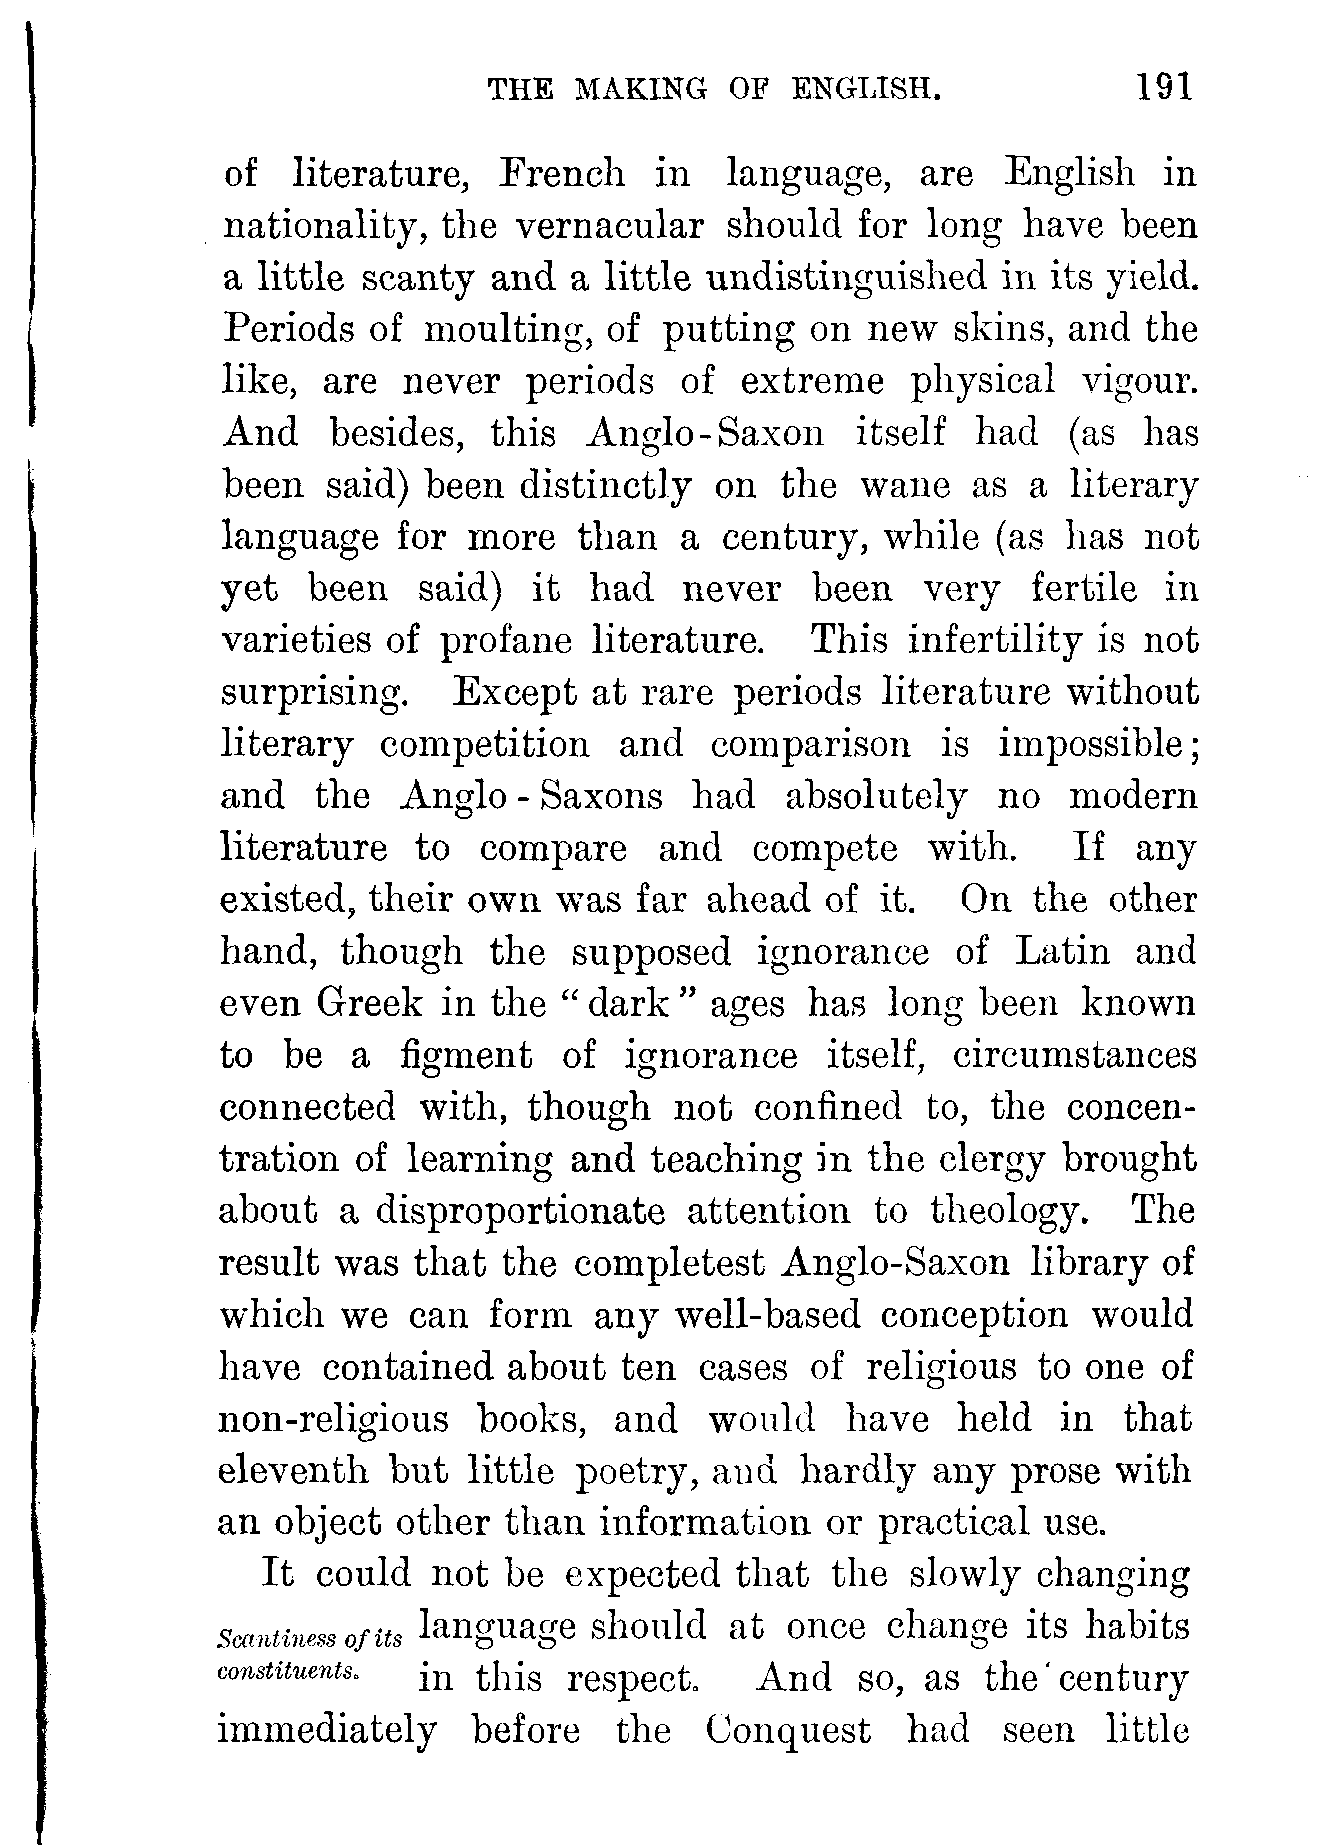 THE MAKING OF ENGLISH. 191
of literature, French in language, are English in
nationality, the vernacular should for long have been
a little scanty and a little undistinguished in its yield.
Periods of moulting, of putting on new skins, and the
like, are never periods of extreme physical vigour.
And besides, this Anglo-Saxon itself had (as has
been said) been distinctly on the wane as a literary
language for more than a century, while (as has not
yet been said) it had never been very fertile in
varieties of profane literature. This infertility is not
surprising. Except at rare periods literature without
literary competition and comparison is impossible;
and the Anglo-Saxons had absolutely no modern
literature to compare and compete with. If any
existed, their own was far ahead of it. On the other
hand, though the supposed ignorance of Latin and
even Greek in the “dark” ages has long been known
to be a figment of ignorance itself, circumstances
connected with, though not confined to, the concen-
tration of learning and teaching in the clergy brought
about a disproportionate attention to theology. The
result was that the completest Anglo-Saxon library of
which we can form any well-based conception would
have contained about ten cases of religious to one of
non-religious books, and would have held in that
eleventh but little poetry, and hardly any prose with
an object other than information or practical use.
It could not be expected that the slowly changing
Scantiness of its
constituents.
language should at once change its habits
in this respect. And so, as the century
immediately before the Conquest had seen little